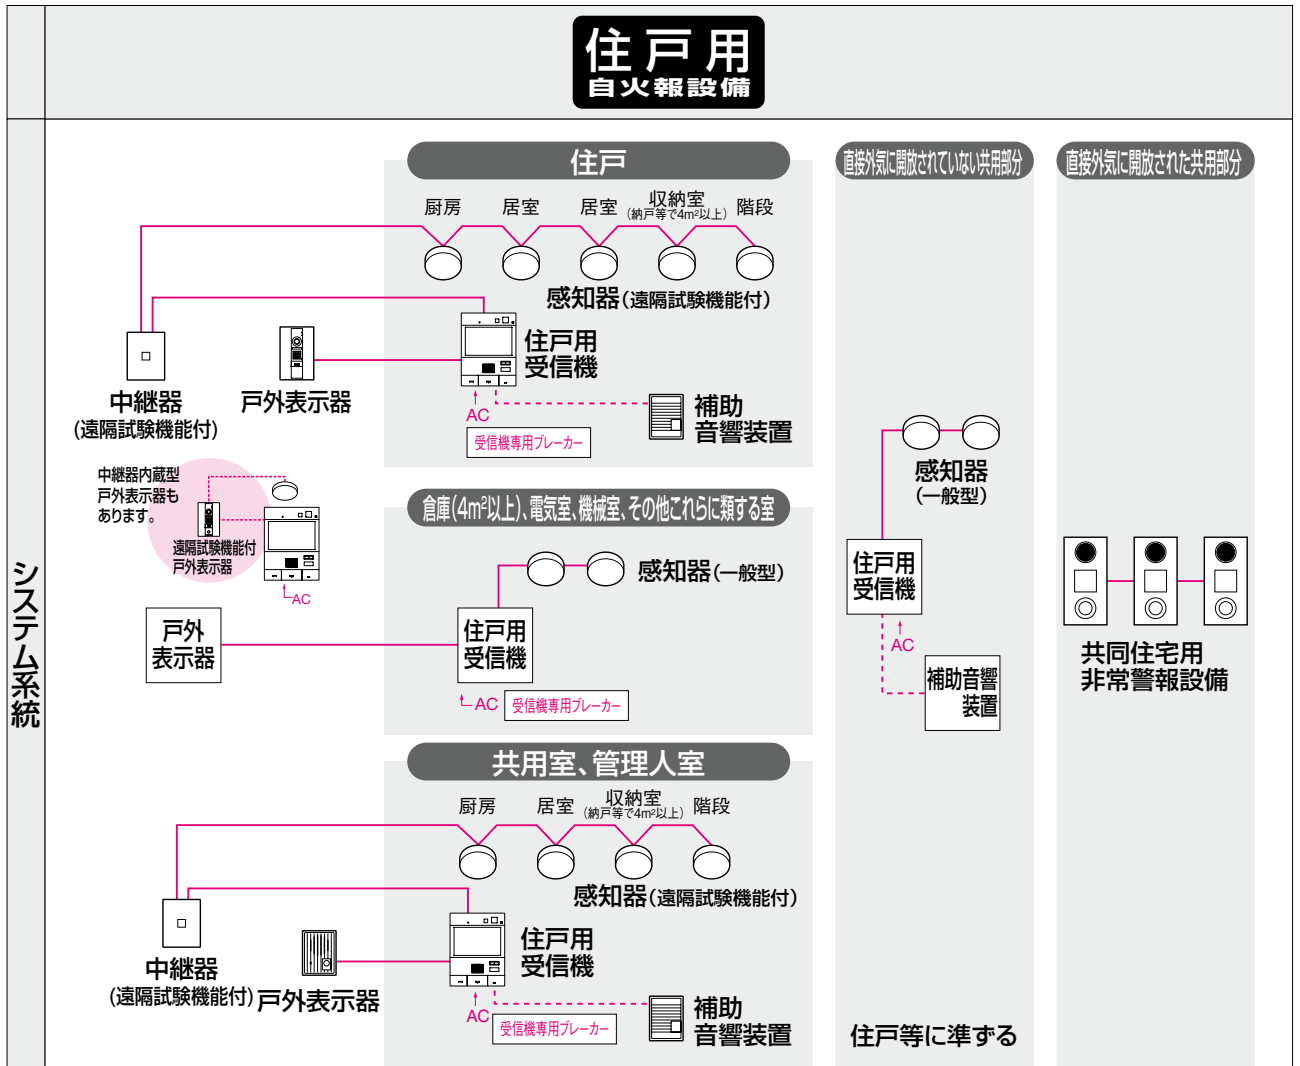 住戸用
自火報設備
システム系統
住戸
厨房
居室
居室
収納室
(納戸等で4m²以上)
階段
感知器(遠隔試験機能付)
住戸用
受信機
中継器
(遠隔試験機能付)
戸外表示器
AC
受信機専用ブレーカー
補助
音響装置
中継器内蔵型
戸外表示器も
あります。
遠隔試験機能付
戸外表示器
AC
倉庫(4m²以上)、電気室、機械室、その他これらに類する室
感知器(一般型)
戸外
表示器
住戸用
受信機
AC
受信機専用ブレーカー
共用室、管理人室
厨房
居室
収納室
(納戸等で4m²以上)
階段
感知器(遠隔試験機能付)
住戸用
受信機
中継器
(遠隔試験機能付)
戸外表示器
AC
受信機専用ブレーカー
補助
音響装置
直接外気に開放されていない共用部分
感知器
(一般型)
住戸用
受信機
AC
補助音響
装置
住戸等に準ずる
直接外気に開放された共用部分
共同住宅用
非常警報設備